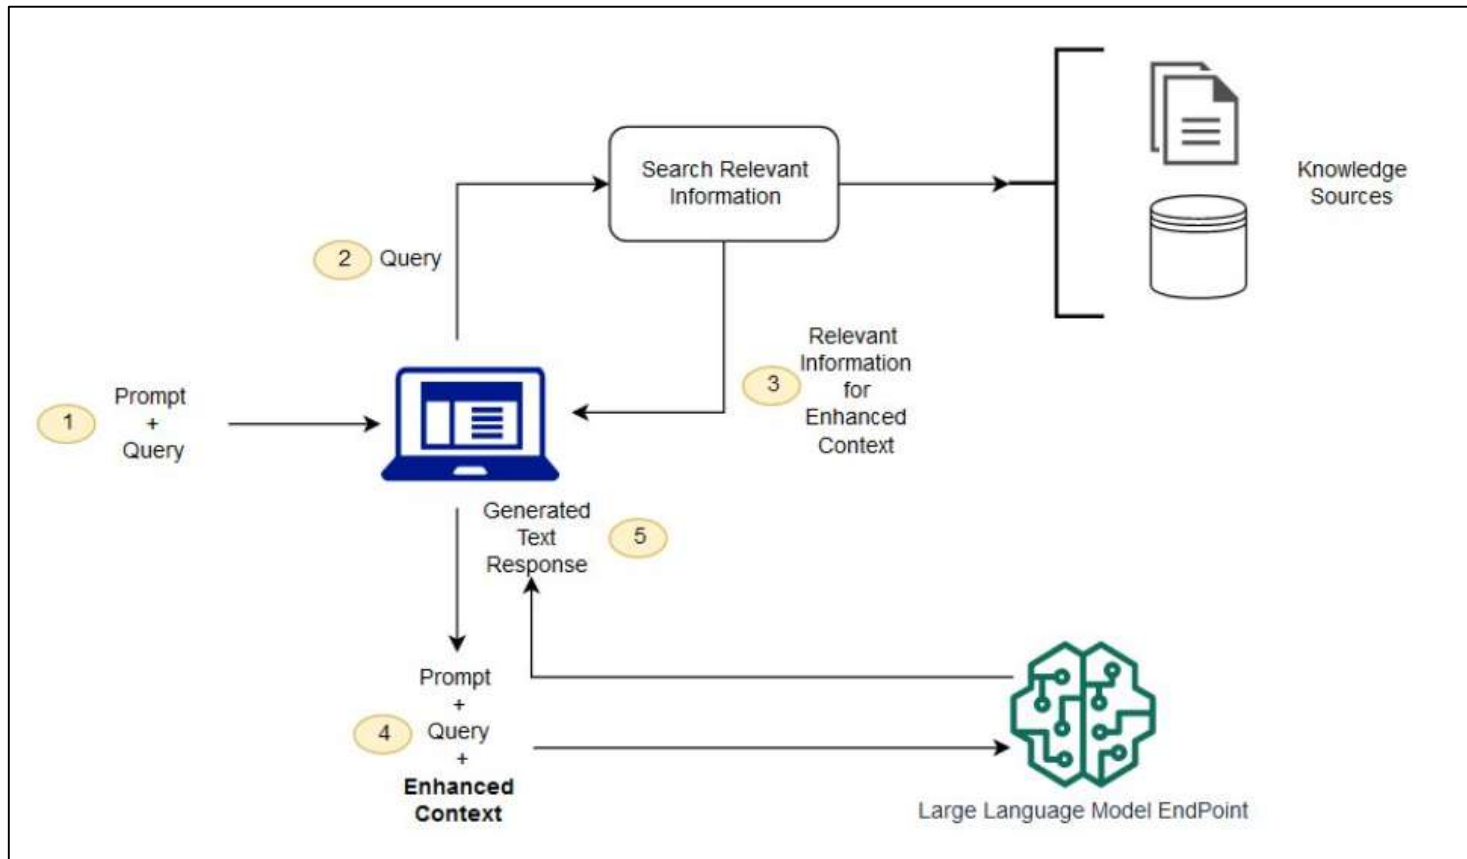 Search Relevant
Information
Knowledge
Sources
2
Query
Relevant
Information
for
Enhanced
Context
3
1
Prompt
+
Query
Generated
Text
Response
5
Prompt
+
Query
+
Enhanced
Context
4
Large Language Model EndPoint